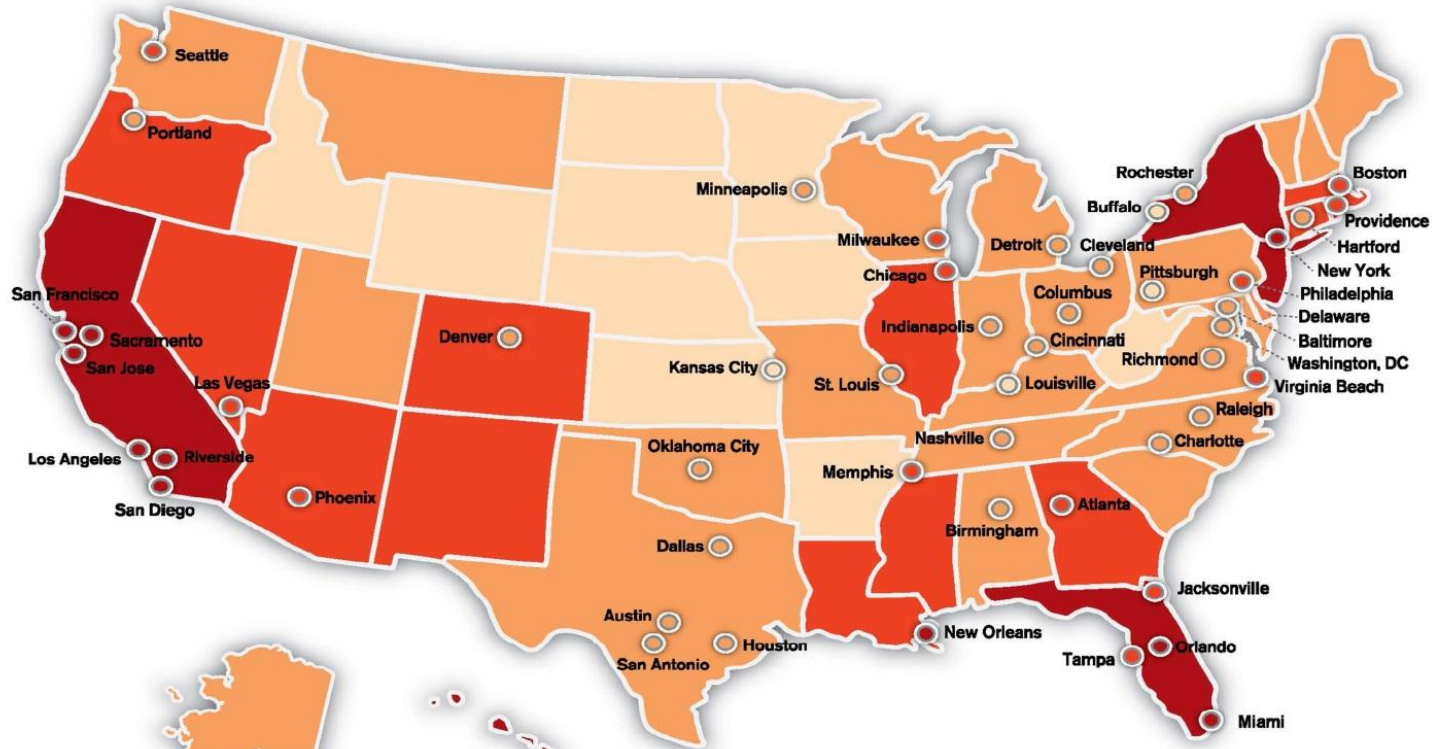 Seattle
Portland
Minneapolis
Rochester
Boston
Buffalo
Providence
Milwaukee
Detroit
Cleveland
Hartford
Chicago
Pittsburgh
New York
San Francisco
Columbus
Philadelphia
Delaware
Indianapolis
Denver
Sacramento
Cincinnati
Baltimore
Richmond
Washington, DC
San Jose
Kansas City
Las Vegas
St. Louis
Louisville
Virginia Beach
Raleigh
Nashville
Charlotte
Oklahoma City
Los Angeles
Riverside
Memphis
Phoenix
San Diego
Atlanta
Birmingham
Dallas
Jacksonville
Austin
New Orleans
Houston
Orlando
San Antonio
Tampa
Miami